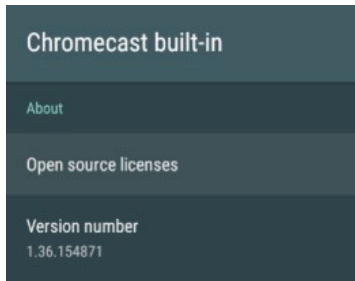 Chromecast built-in
About
Open source licenses
Version number
1.36.154871